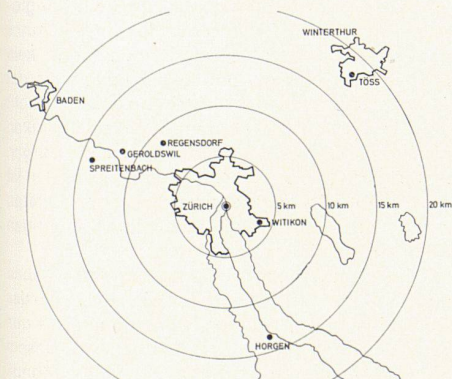 WINTERTHUR
TÖSS
BADEN
REGENSDORF
GEROLDSWIL
SPREITENBACH
ZÜRICH
5 km
10 km
15 km
20 km
WITIKON
HORGEN